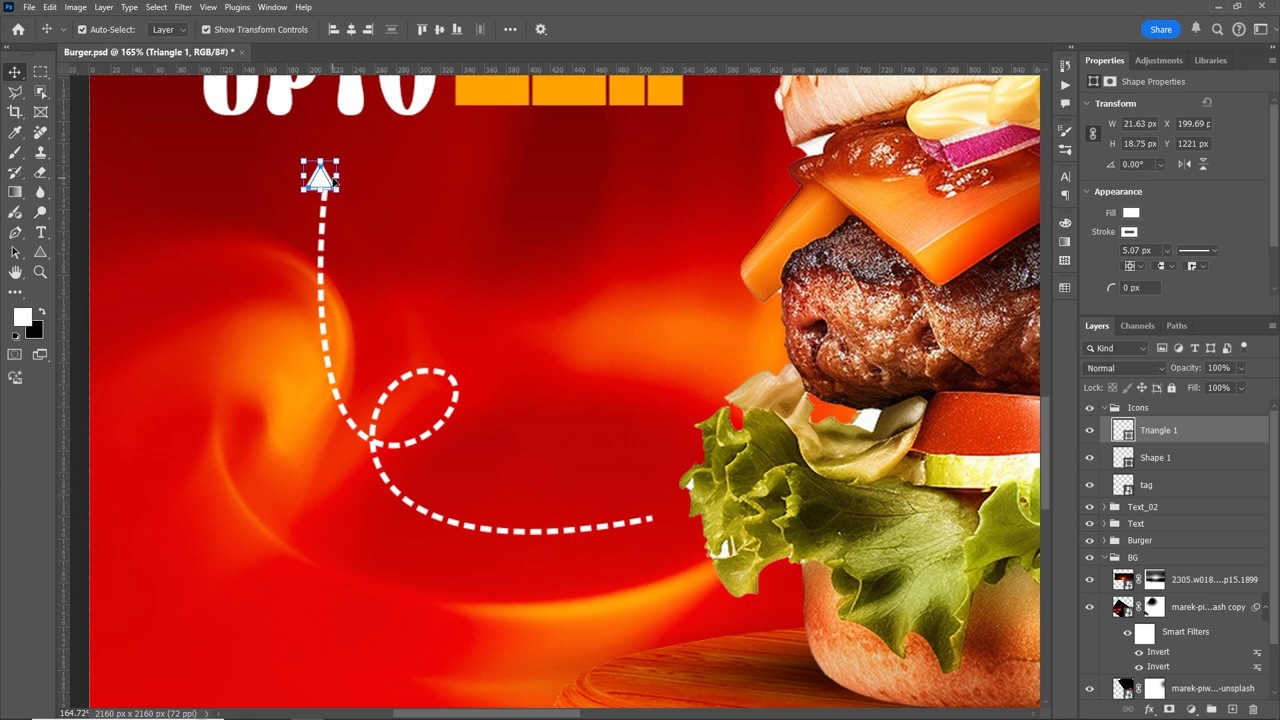 File Edit Image Layer Type Select Filter View Plugins Window Help
Auto-Select: Layer Show Transform Controls
Share
Burger.psd @ 165% (Triangle 1, RGB/8#) *
UPTO
Properties Adjustments Libraries
Shape Properties
Transform
W 21.63 px X 199.69 p
H 18.75 px Y 1221 px
0.00°
Appearance
Fill
Stroke
5.07 px
0 px
Layers Channels Paths
Kind
Normal Opacity: 100%
Lock: Fill: 100%
Icons
Triangle 1
Shape 1
tag
Text_02
Text
Burger
BG
2305.w018....p15.1899
marek-pi...ash copy
Smart Filters
Invert
Invert
marek-piw...-unsplash
164.72% 2160 px x 2160 px (72 ppi)